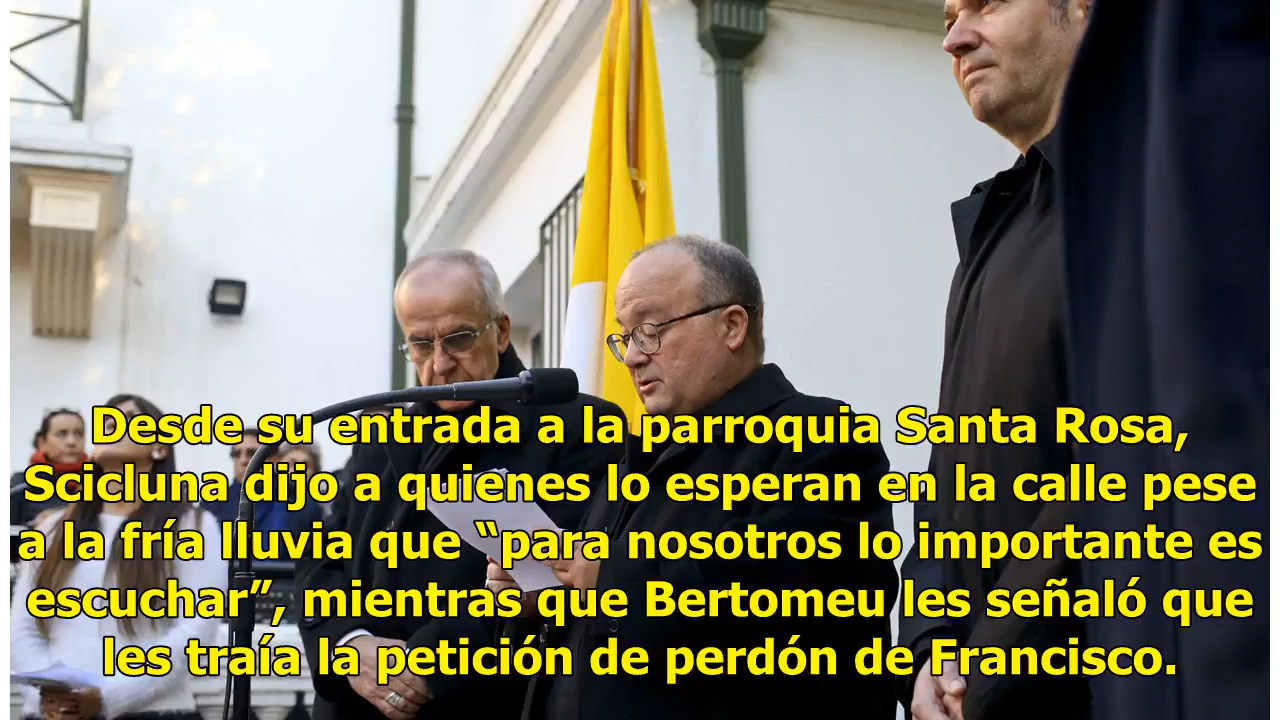 Desde su entrada a la parroquia Santa Rosa,
Scicluna dijo a quienes lo esperan en la calle pese
a la fría lluvia que “para nosotros lo importante es
escuchar”, mientras que Bertomeu les señaló que
les traía la petición de perdón de Francisco.